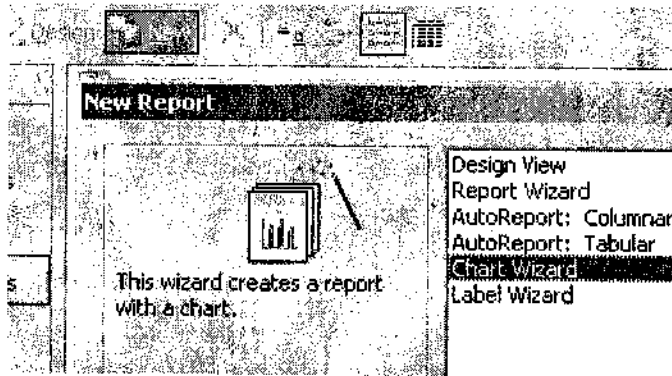 Design
New Report
Design View
Report Wizard
AutoReport: Columnar
AutoReport: Tabular
Chart Wizard
Label Wizard
This wizard creates a report
with a chart.
s